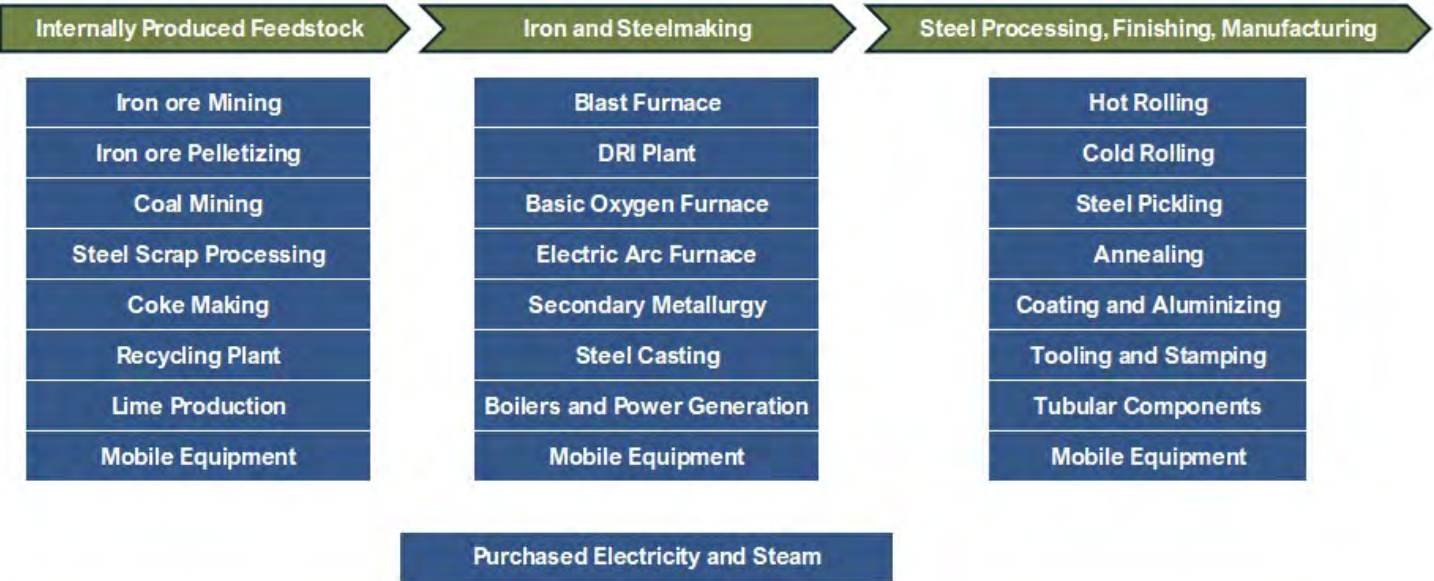 Internally Produced Feedstock
Iron and Steelmaking
Steel Processing, Finishing, Manufacturing
Iron ore Mining
Iron ore Pelletizing
Coal Mining
Steel Scrap Processing
Coke Making
Recycling Plant
Lime Production
Mobile Equipment
Blast Furnace
DRI Plant
Basic Oxygen Furnace
Electric Arc Furnace
Secondary Metallurgy
Steel Casting
Boilers and Power Generation
Mobile Equipment
Hot Rolling
Cold Rolling
Steel Pickling
Annealing
Coating and Aluminizing
Tooling and Stamping
Tubular Components
Mobile Equipment
Purchased Electricity and Steam